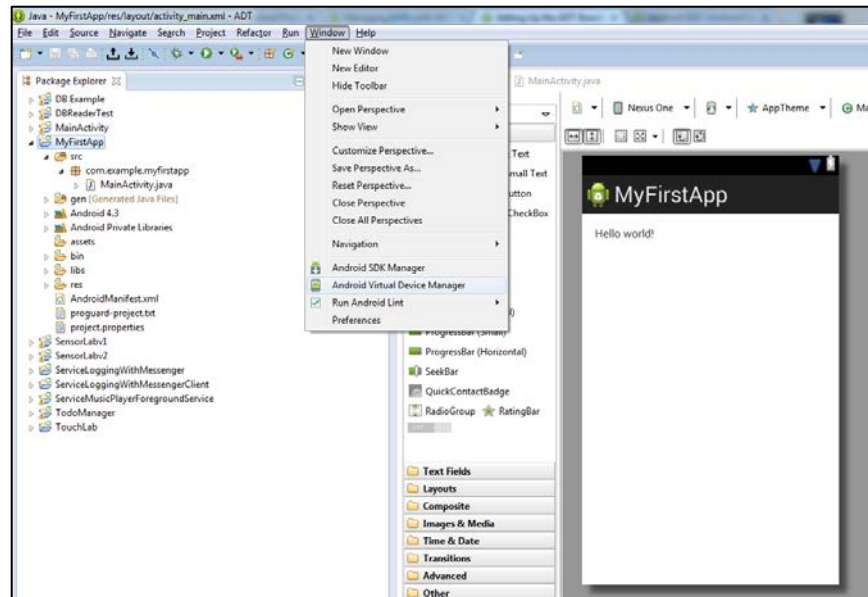 Java - MyFirstApp/res/layout/activity_main.xml - ADT
File Edit Source Navigate Search Project Refactor Run Window Help
Package Explorer
DB Example
DBReaderTest
MainActivity
MyFirstApp
src
com.example.myfirstapp
MainActivity.java
gen [Generated Java Files]
Android 4.3
Android Private Libraries
assets
bin
libs
res
AndroidManifest.xml
proguard-project.txt
project.properties
SensorLabv1
SensorLabv2
ServiceLoggingWithMessenger
ServiceLoggingWithMessengerClient
ServiceMusicPlayerForegroundService
TodoManager
TouchLab
New Window
New Editor
Hide Toolbar
Open Perspective
Show View
Customize Perspective...
Save Perspective As...
Reset Perspective...
Close Perspective
Close All Perspectives
Navigation
Android SDK Manager
Android Virtual Device Manager
Run Android Lint
Preferences
MainActivity.java
Text
mall Text
utton
CheckBox
ProgressBar (Small)
ProgressBar (Horizontal)
SeekBar
QuickContactBadge
RadioGroup RatingBar
Text Fields
Layouts
Composite
Images & Media
Time & Date
Transitions
Advanced
Other
Nexus One AppTheme Ma
MyFirstApp
Hello world!